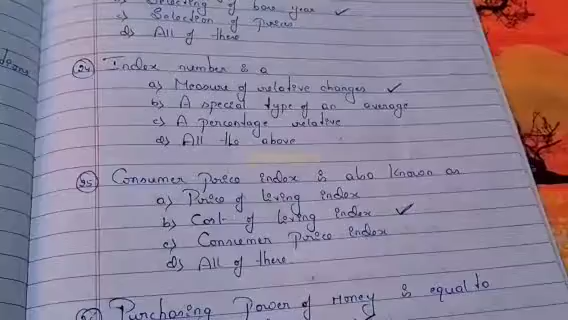 Selecting of base year ✓
c) Selection of prices
d) All of there
24 Index number is a
a) Measure of relative changes ✓
b) A special type of an average
c) A percentage relative
d) All the above
25 Consumer Price index is also known as
a) Price of living index
b) Cost of living index ✓
c) Consumer Price index
d) All of there
Purchasing Power of Money is equal to